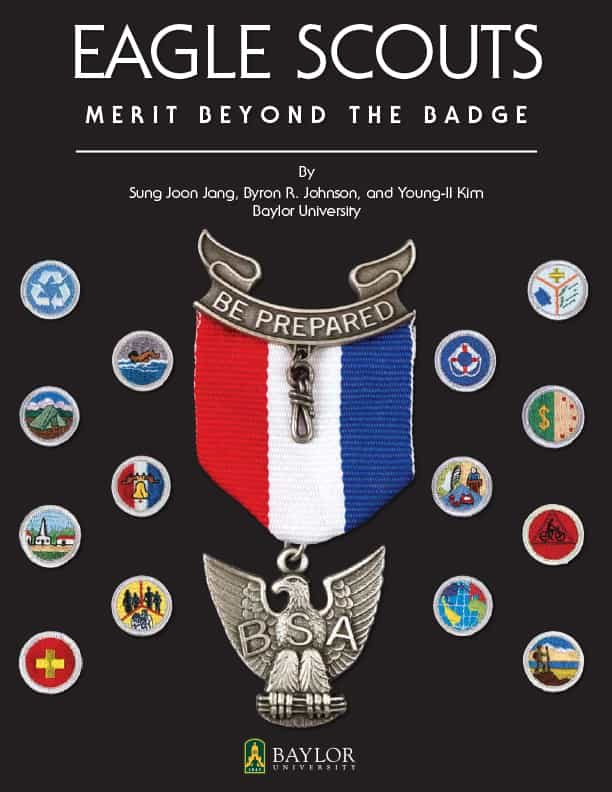 EAGLE SCOUTS
MERIT BEYOND THE BADGE
By
Sung Joon Jang, Byron R. Johnson, and Young-Il Kim
Baylor University
BE PREPARED
$
BSA
BAYLOR
UNIVERSITY